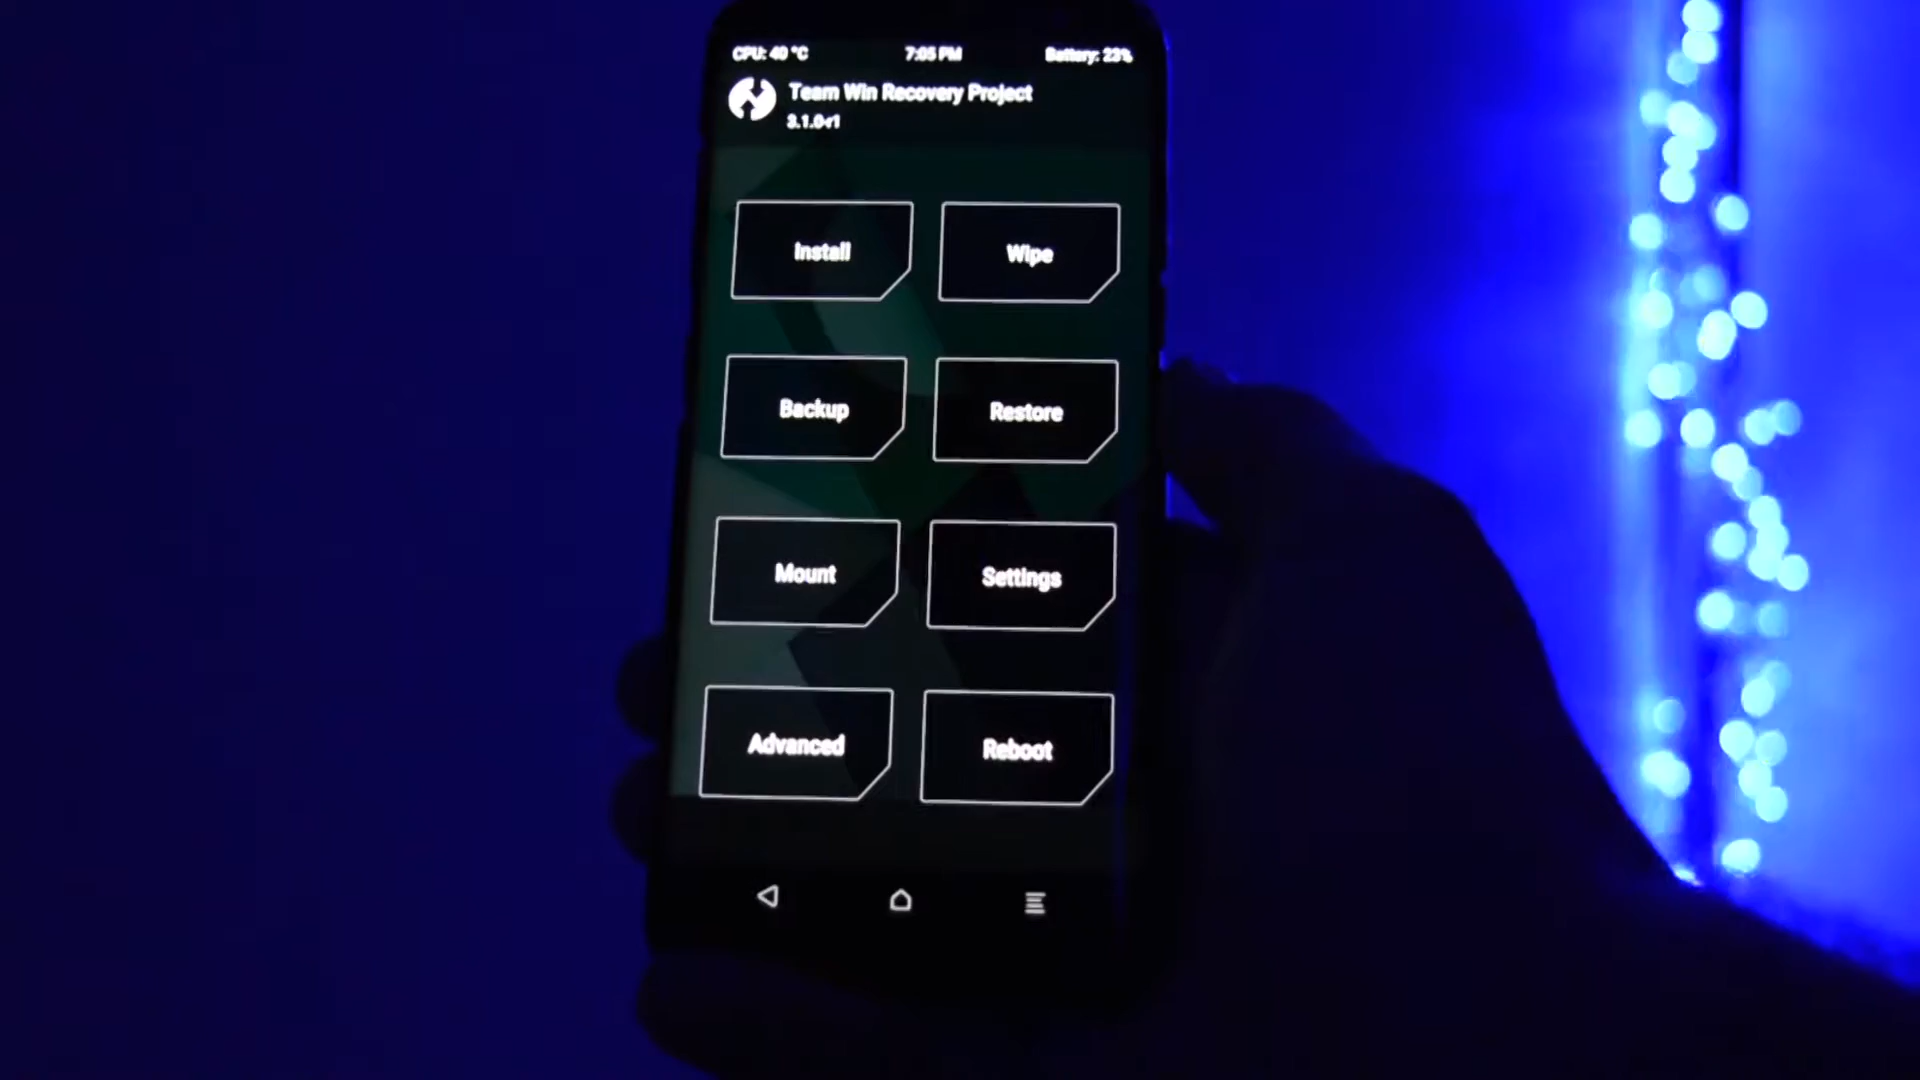 CPU: 40 °C 7:05 PM Battery: 23%
Team Win Recovery Project
3.1.0-r1
Install Wipe
Backup Restore
Mount Settings
Advanced Reboot